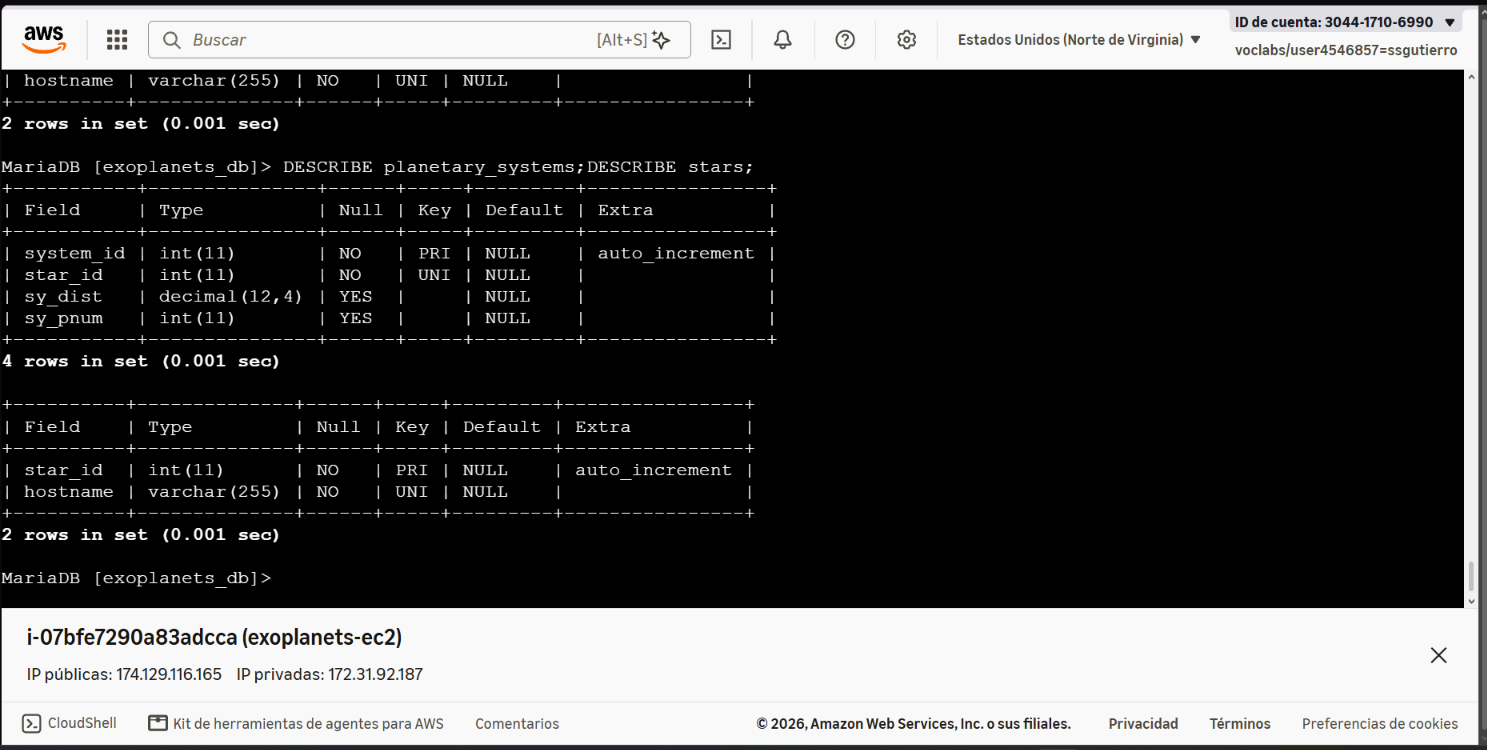 aws
Buscar [Alt+S] Estados Unidos (Norte de Virginia) ▼ ID de cuenta: 3044-1710-6990 ▼
voclabs/user4546857=ssgutierro
| hostname | varchar(255) | NO   | UNI | NULL    |                |
+----------+--------------+------+-----+---------+----------------+
2 rows in set (0.001 sec)
MariaDB [exoplanets_db]> DESCRIBE planetary_systems;DESCRIBE stars;
+-----------+---------------+------+-----+---------+----------------+
| Field     | Type          | Null | Key | Default | Extra          |
+-----------+---------------+------+-----+---------+----------------+
| system_id | int(11)       | NO   | PRI | NULL    | auto_increment |
| star_id   | int(11)       | NO   | UNI | NULL    |                |
| sy_dist   | decimal(12,4) | YES  |     | NULL    |                |
| sy_pnum   | int(11)       | YES  |     | NULL    |                |
+-----------+---------------+------+-----+---------+----------------+
4 rows in set (0.001 sec)
+----------+--------------+------+-----+---------+----------------+
| Field    | Type         | Null | Key | Default | Extra          |
+----------+--------------+------+-----+---------+----------------+
| star_id  | int(11)      | NO   | PRI | NULL    | auto_increment |
| hostname | varchar(255) | NO   | UNI | NULL    |                |
+----------+--------------+------+-----+---------+----------------+
2 rows in set (0.001 sec)
MariaDB [exoplanets_db]>
i-07bfe7290a83adcca (exoplanets-ec2)
IP públicas: 174.129.116.165 IP privadas: 172.31.92.187
CloudShell Kit de herramientas de agentes para AWS Comentarios © 2026, Amazon Web Services, Inc. o sus filiales. Privacidad Términos Preferencias de cookies